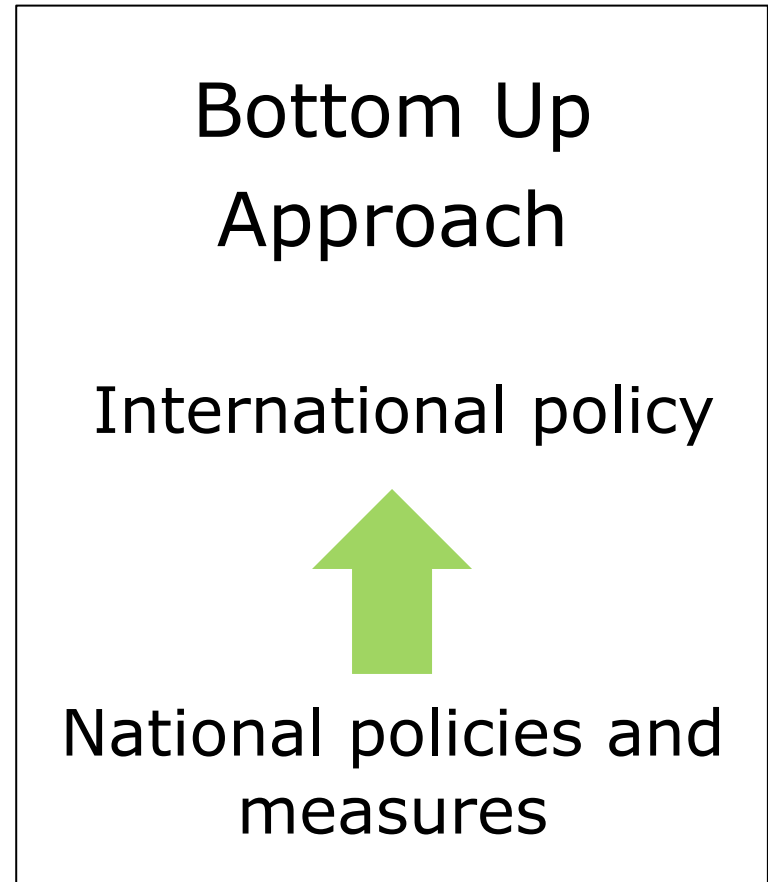 Bottom Up
Approach
International policy
National policies and
measures